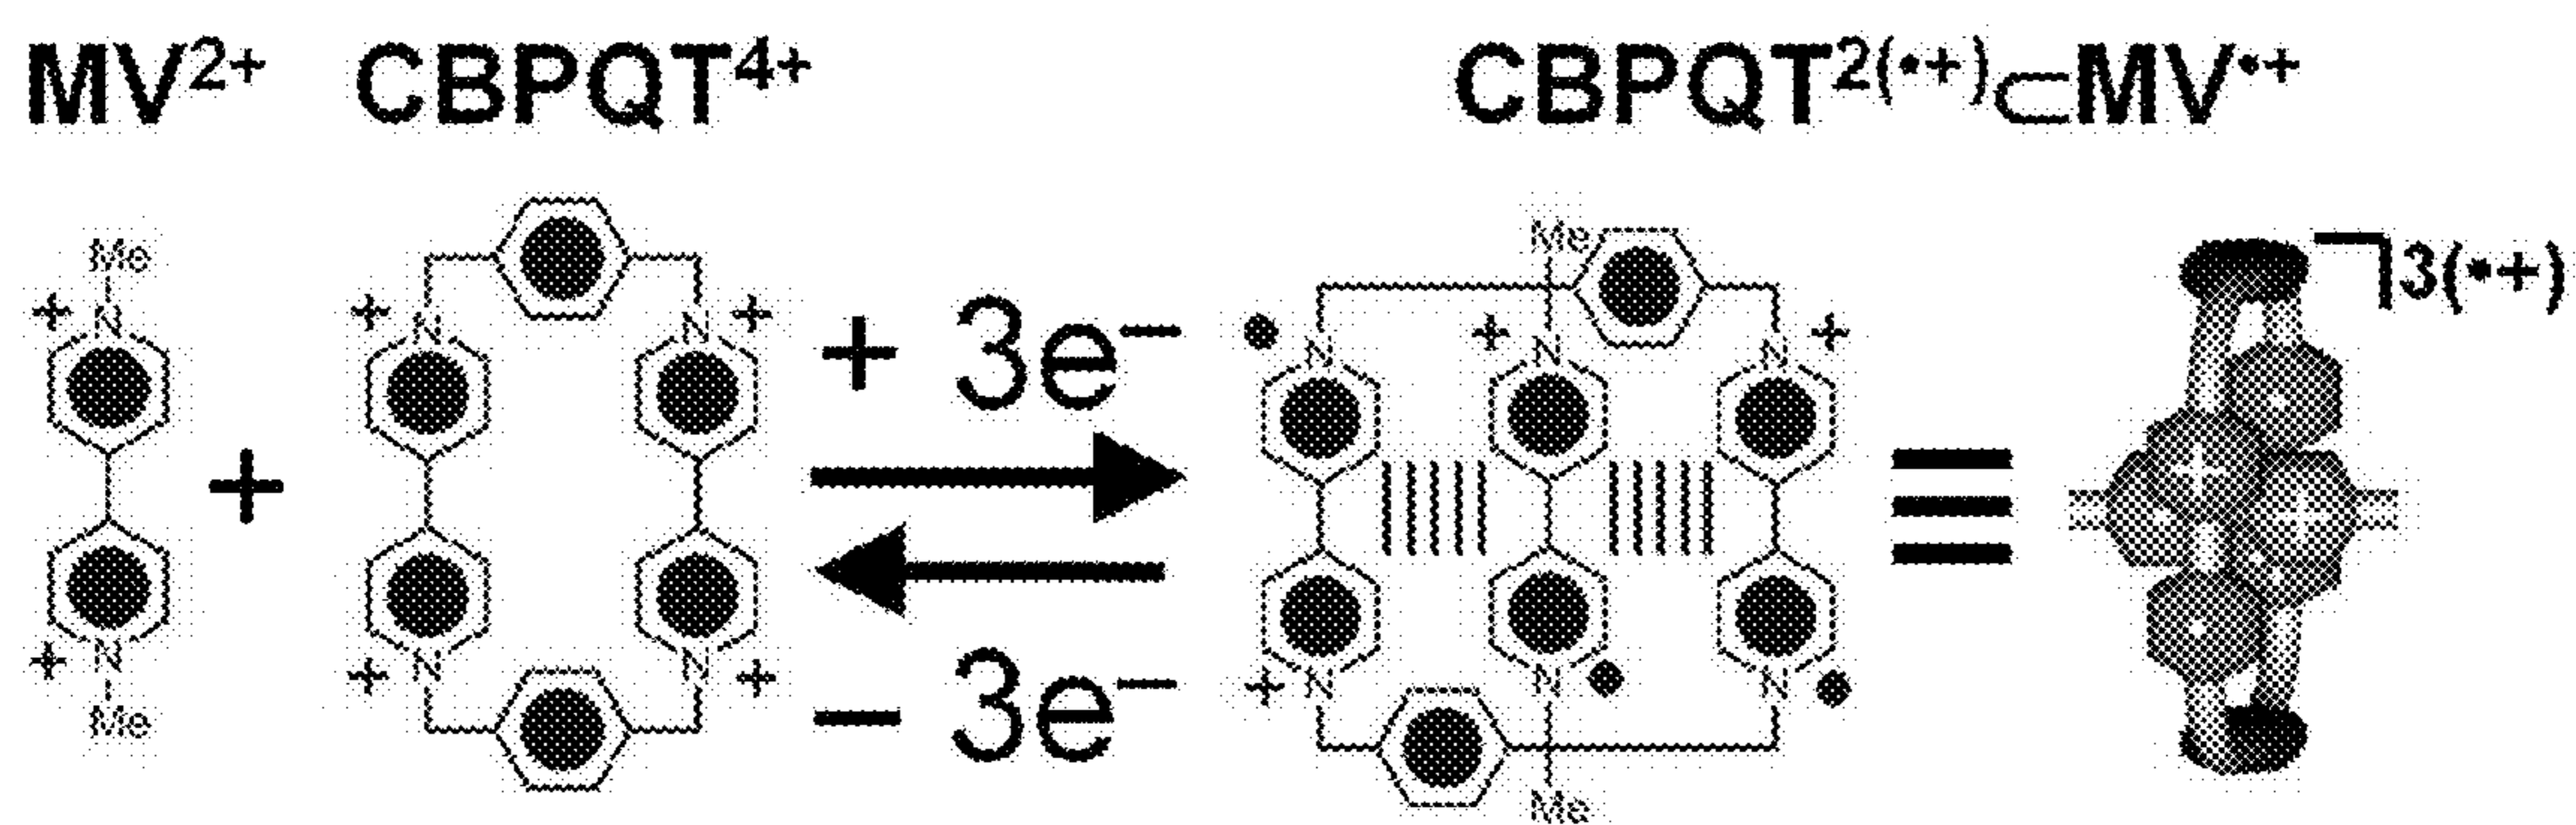 MV²⁺ CBPQT⁴⁺ CBPQT²⁽•⁺⁾⊂MV•⁺
Me Me
+ N + N N + + 3e⁻ • N + N N + ]3(•+)
+
+ N + N N + − 3e⁻ + N N • N •
Me Me